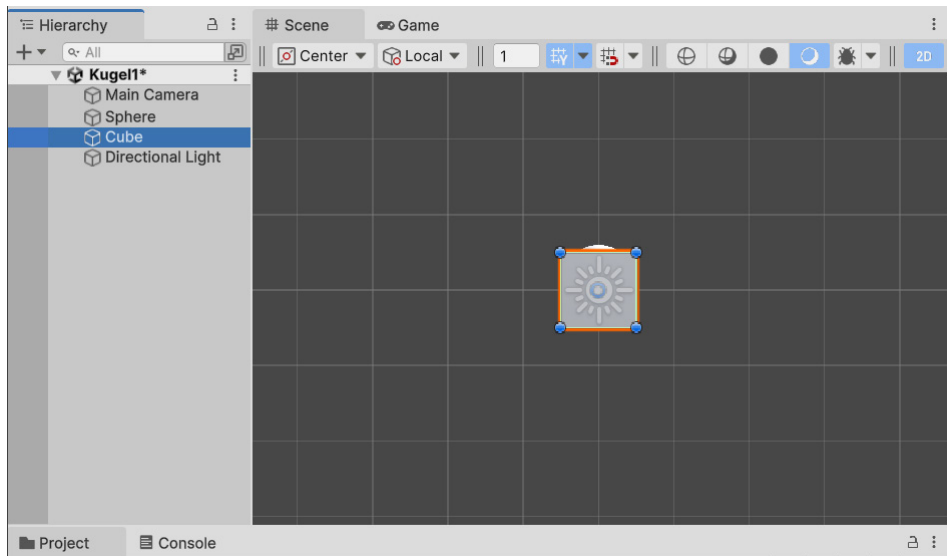 Hierarchy
Scene
Game
All
Center
Local
1
2D
Kugel1*
Main Camera
Sphere
Cube
Directional Light
Project
Console